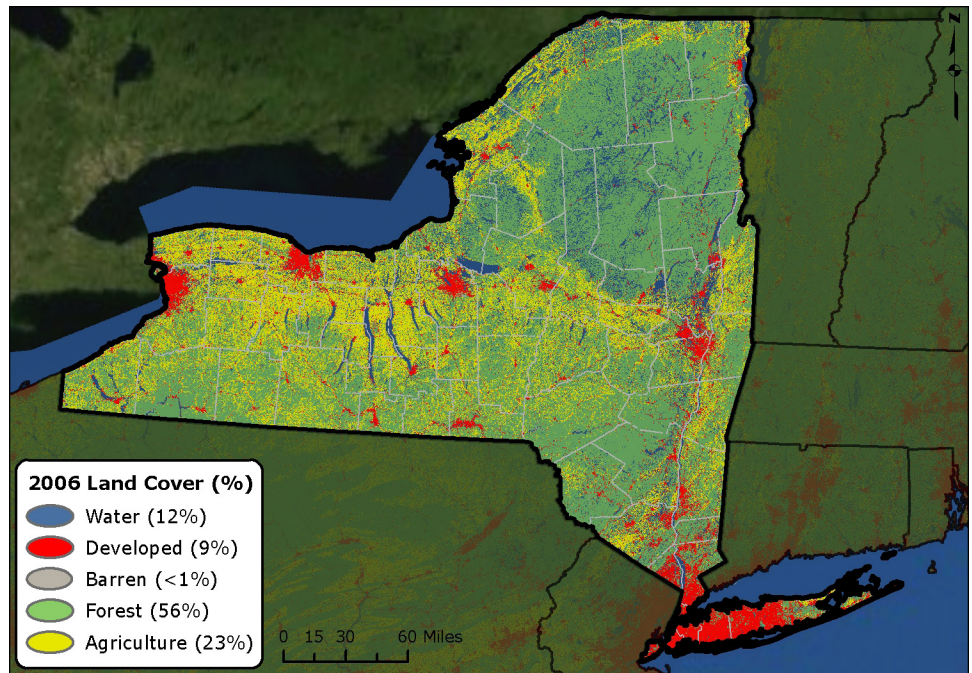 N
2006 Land Cover (%)
Water (12%)
Developed (9%)
Barren (<1%)
Forest (56%)
Agriculture (23%)
0 15 30 60 Miles